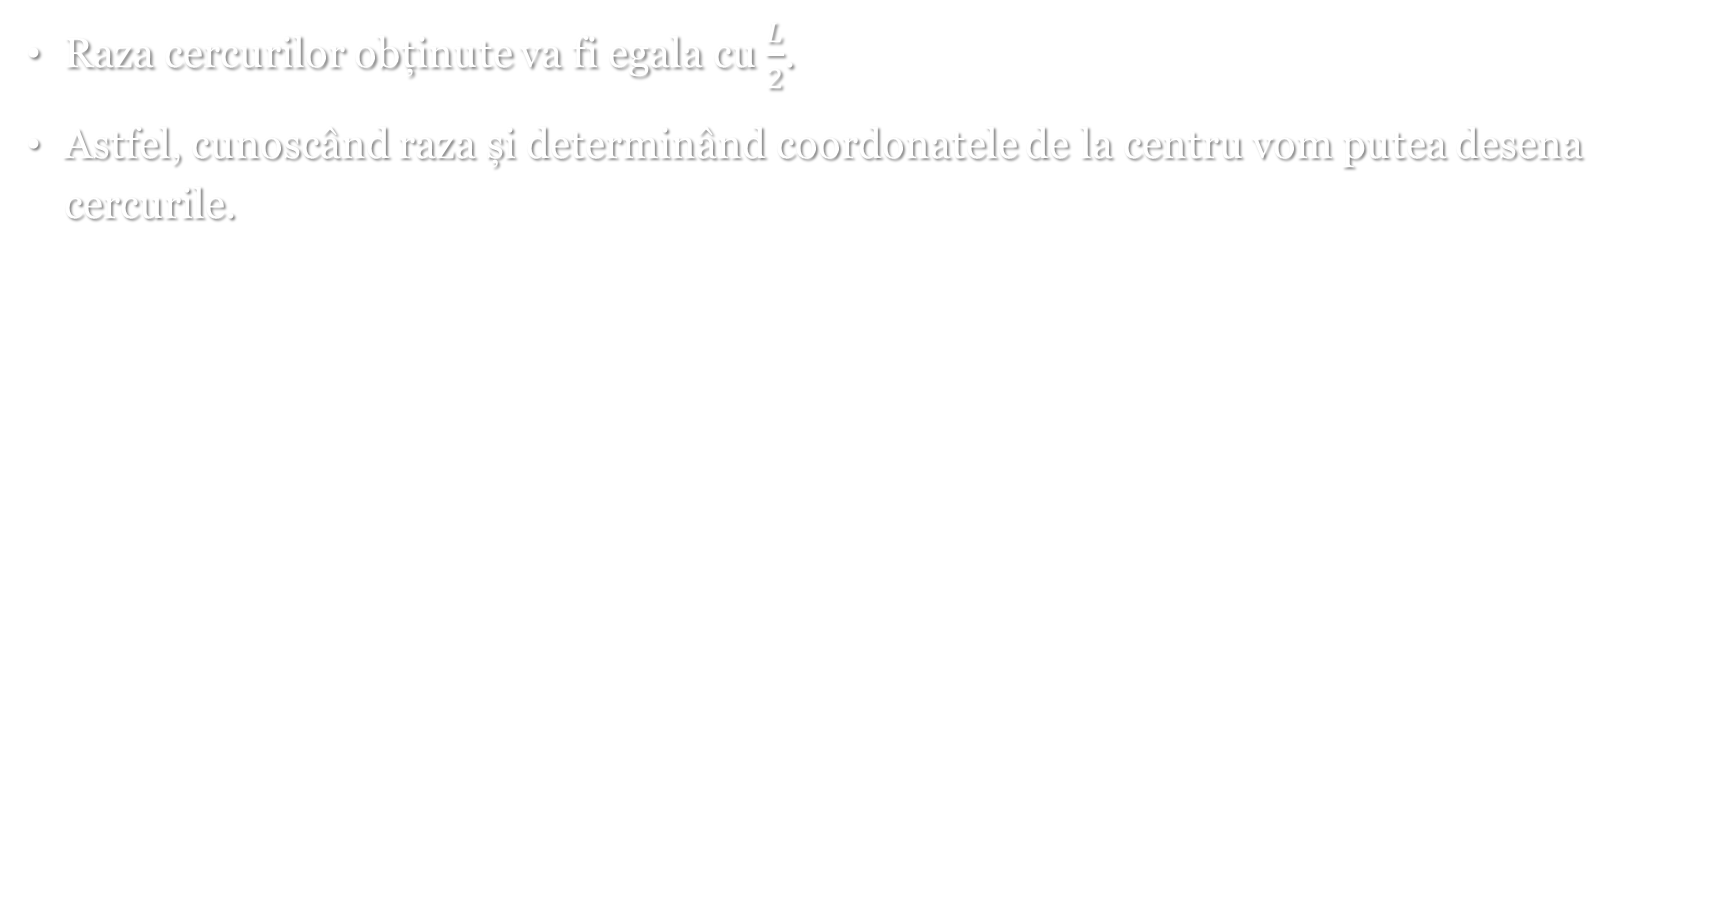 • Raza cercurilor obținute va fi egala cu L/2.
• Astfel, cunoscând raza și determinând coordonatele de la centru vom putea desena
cercurile.